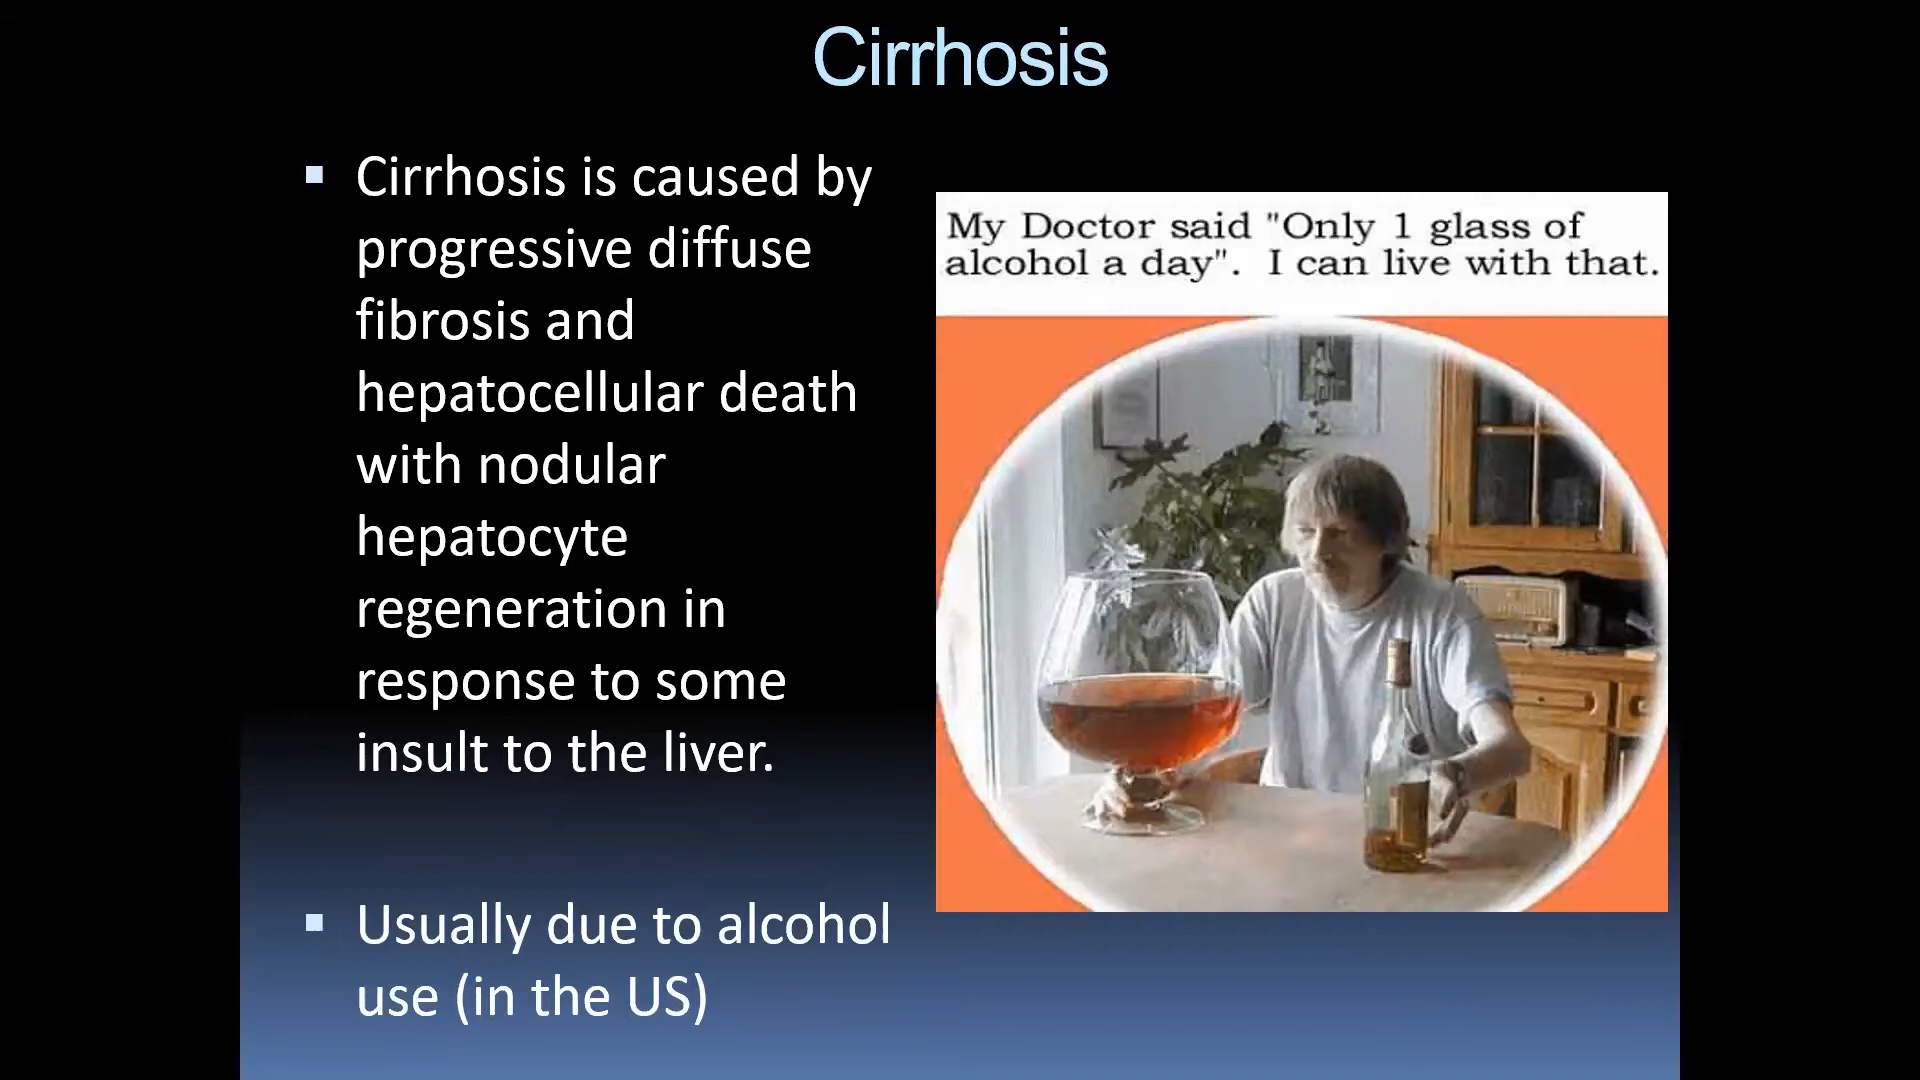 Cirrhosis
Cirrhosis is caused by
progressive diffuse
fibrosis and
hepatocellular death
with nodular
hepatocyte
regeneration in
response to some
insult to the liver.
Usually due to alcohol
use (in the US)
My Doctor said "Only 1 glass of
alcohol a day".  I can live with that.